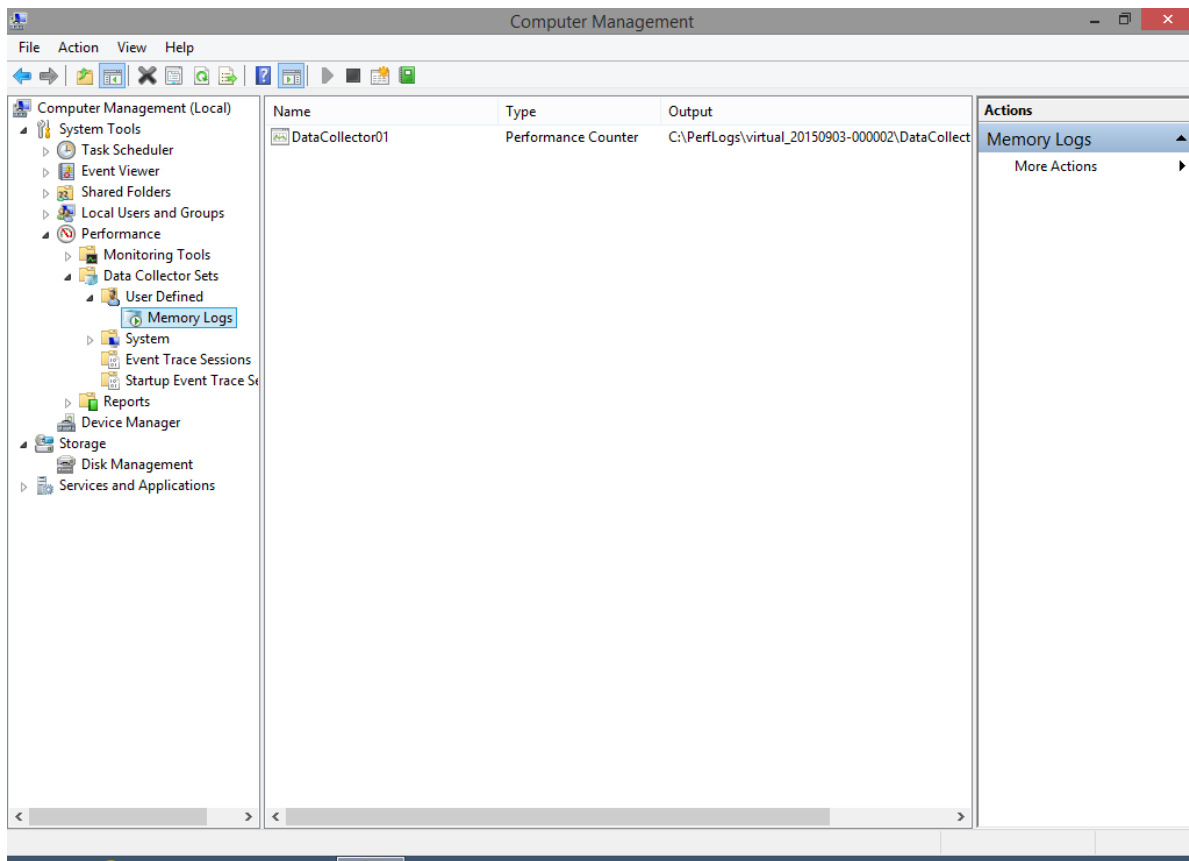 Computer Management
File Action View Help
Computer Management (Local)
System Tools
Task Scheduler
Event Viewer
Shared Folders
Local Users and Groups
Performance
Monitoring Tools
Data Collector Sets
User Defined
Memory Logs
System
Event Trace Sessions
Startup Event Trace Se
Reports
Device Manager
Storage
Disk Management
Services and Applications
Name Type Output
DataCollector01 Performance Counter C:\PerfLogs\virtual_20150903-000002\DataCollect
Actions
Memory Logs
More Actions